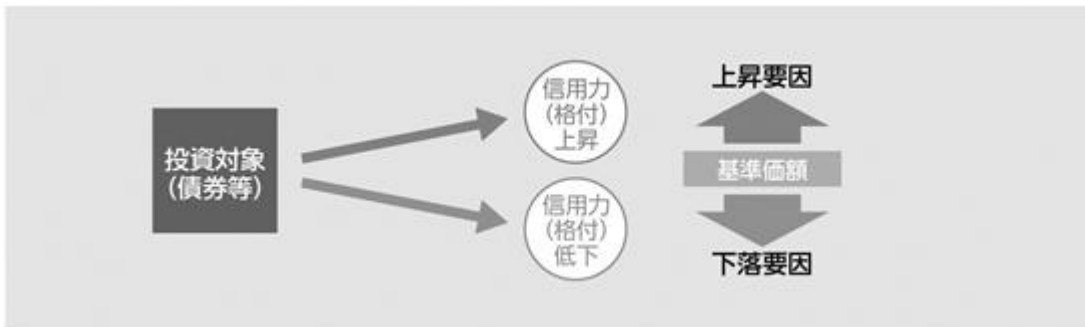 投資対象
(債券等)
信用力
(格付)
上昇
信用力
(格付)
低下
上昇要因
基準価額
下落要因